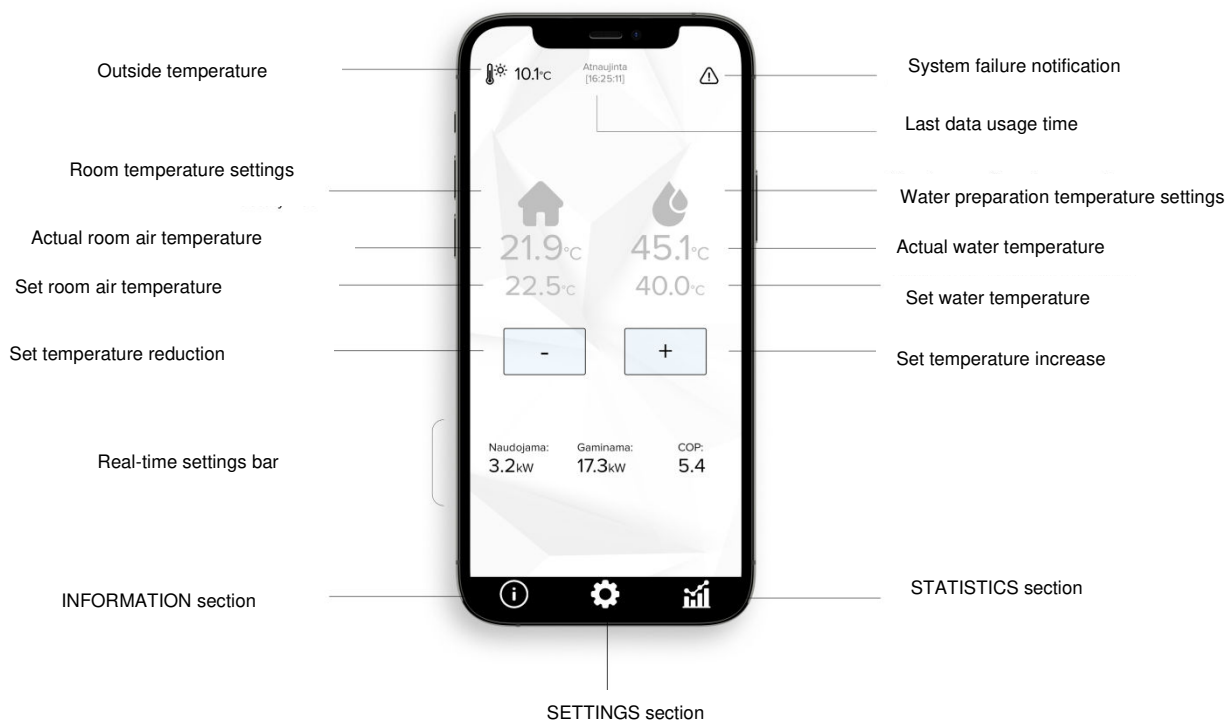 Outside temperature
10.1°C
Atnaujinta
[16:25:11]
System failure notification
Last data usage time
Room temperature settings
Water preparation temperature settings
Actual room air temperature
21.9°C
45.1°C
Actual water temperature
Set room air temperature
22.5°C
40.0°C
Set water temperature
Set temperature reduction
-
+
Set temperature increase
Naudojama:
Gaminama:
COP:
3.2kW
17.3kW
5.4
Real-time settings bar
INFORMATION section
STATISTICS section
SETTINGS section